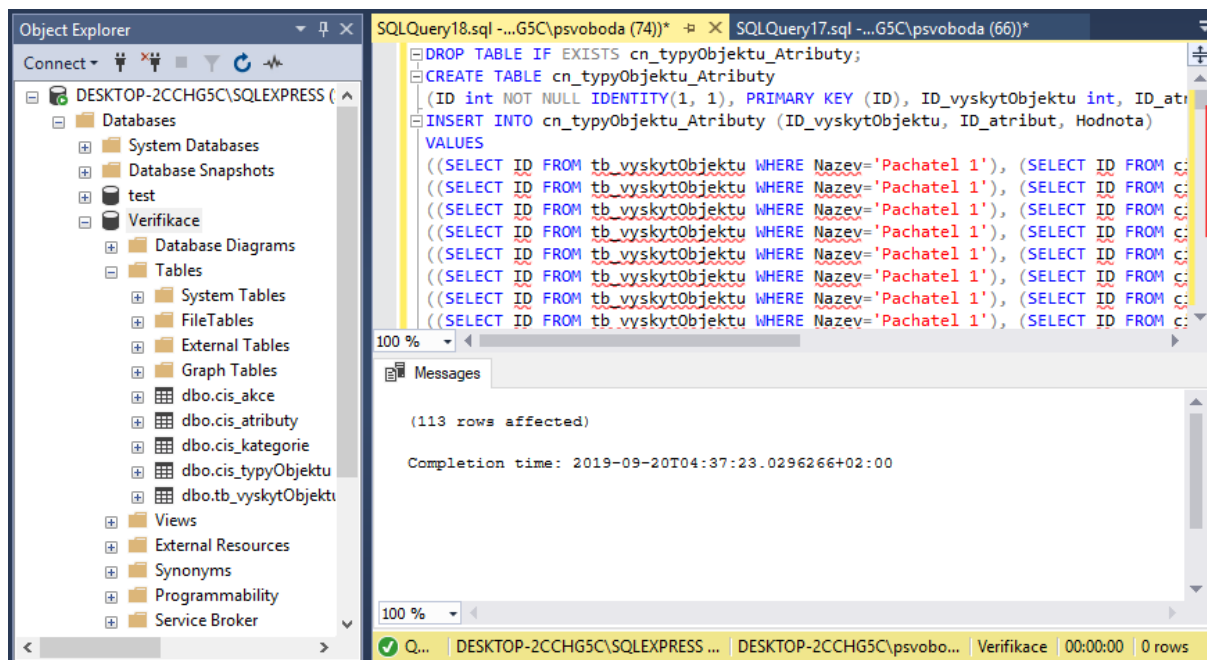 Object Explorer
Connect
DESKTOP-2CCHG5C\SQLEXPRESS (
Databases
System Databases
Database Snapshots
test
Verifikace
Database Diagrams
Tables
System Tables
FileTables
External Tables
Graph Tables
dbo.cis_akce
dbo.cis_atributy
dbo.cis_kategorie
dbo.cis_typyObjektu
dbo.tb_vyskytObjektu
Views
External Resources
Synonyms
Programmability
Service Broker
SQLQuery18.sql -...G5C\psvoboda (74))* SQLQuery17.sql -...G5C\psvoboda (66))*
DROP TABLE IF EXISTS cn_typyObjektu_Atributy;
CREATE TABLE cn_typyObjektu_Atributy
(ID int NOT NULL IDENTITY(1, 1), PRIMARY KEY (ID), ID_vyskytObjektu int, ID_atr
INSERT INTO cn_typyObjektu_Atributy (ID_vyskytObjektu, ID_atribut, Hodnota)
VALUES
((SELECT ID FROM tb_vyskytObjektu WHERE Nazev='Pachatel 1'), (SELECT ID FROM ci
((SELECT ID FROM tb_vyskytObjektu WHERE Nazev='Pachatel 1'), (SELECT ID FROM ci
((SELECT ID FROM tb_vyskytObjektu WHERE Nazev='Pachatel 1'), (SELECT ID FROM ci
((SELECT ID FROM tb_vyskytObjektu WHERE Nazev='Pachatel 1'), (SELECT ID FROM ci
((SELECT ID FROM tb_vyskytObjektu WHERE Nazev='Pachatel 1'), (SELECT ID FROM ci
((SELECT ID FROM tb_vyskytObjektu WHERE Nazev='Pachatel 1'), (SELECT ID FROM ci
((SELECT ID FROM tb_vyskytObjektu WHERE Nazev='Pachatel 1'), (SELECT ID FROM ci
((SELECT ID FROM tb_vyskytObjektu WHERE Nazev='Pachatel 1'), (SELECT ID FROM ci
100 %
Messages
(113 rows affected)
Completion time: 2019-09-20T04:37:23.0296266+02:00
100 %
Q... DESKTOP-2CCHG5C\SQLEXPRESS ... DESKTOP-2CCHG5C\psvobo... Verifikace 00:00:00 0 rows